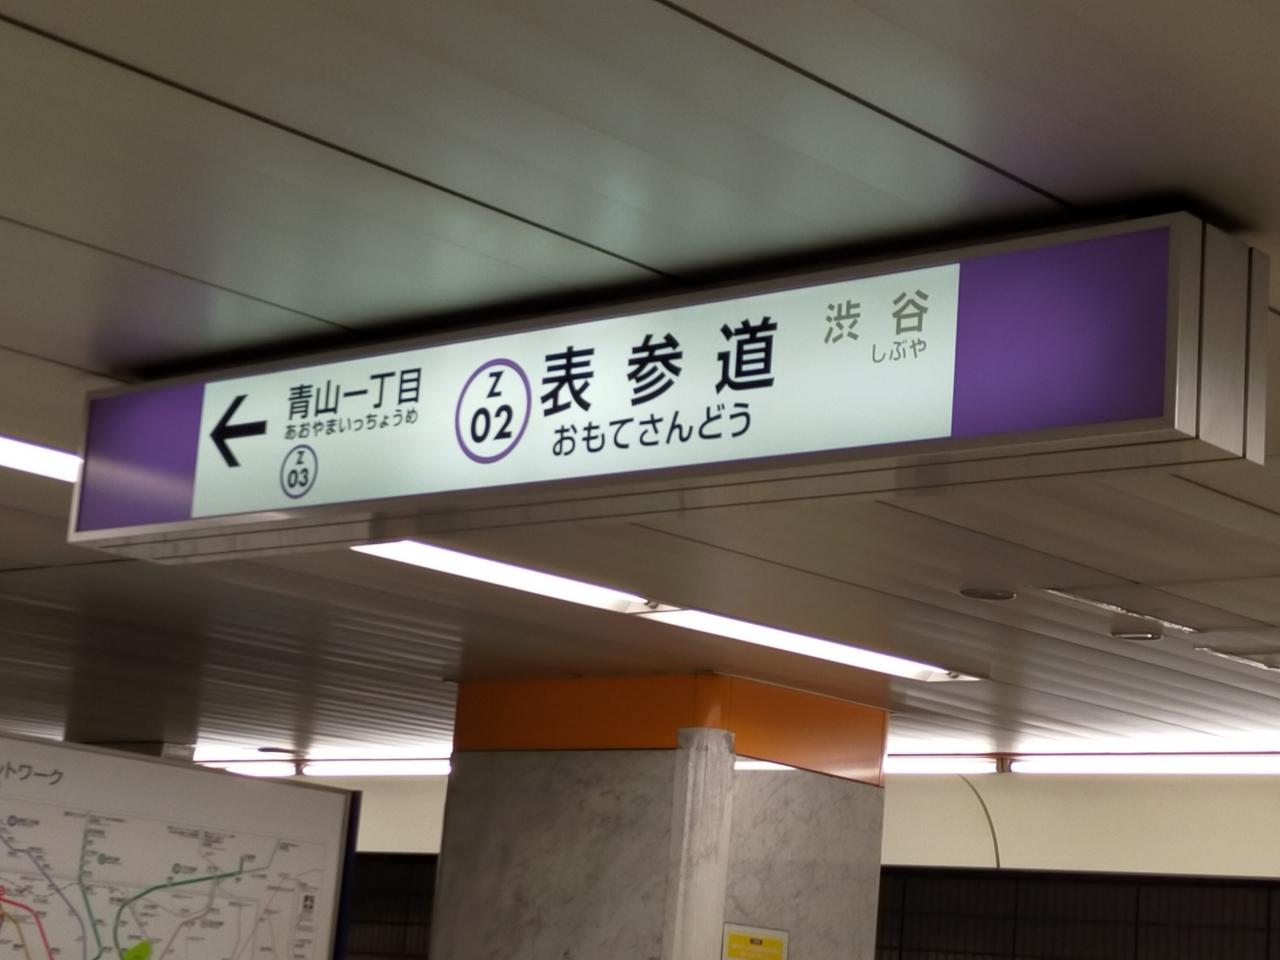 青山一丁目
あおやまいっちょうめ
Z
03
Z
02
表参道
おもてさんどう
渋谷
しぶや
ットワーク